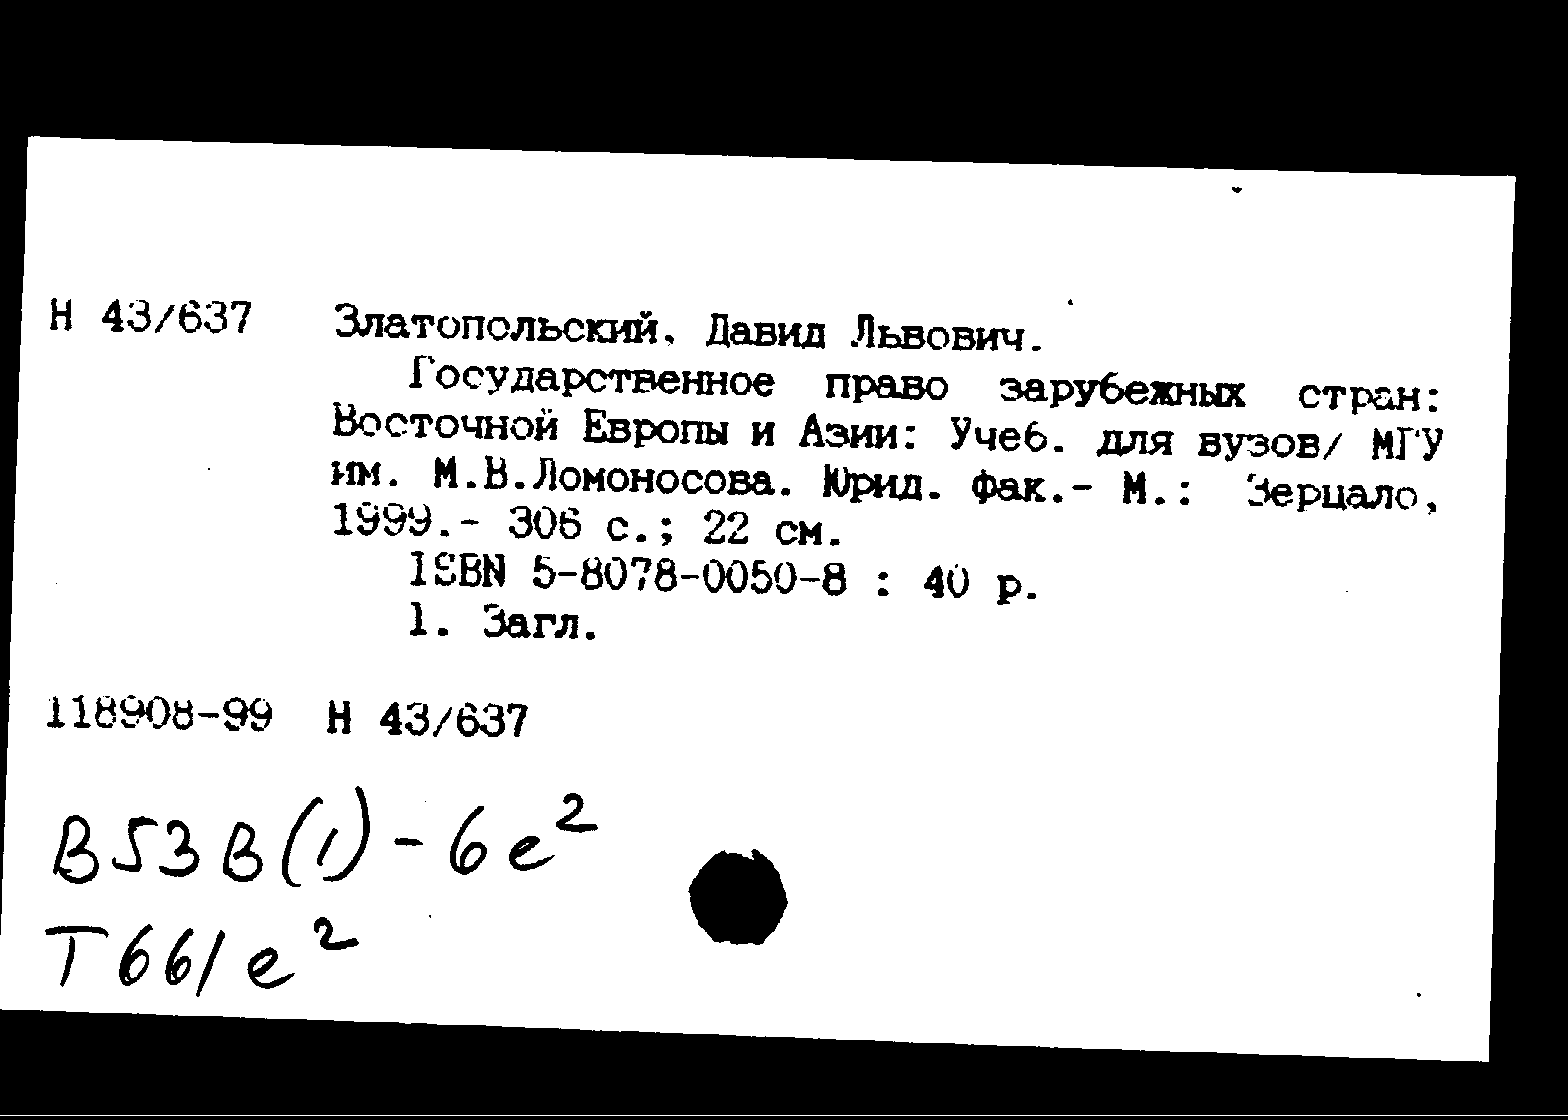 Н 43/637 Златопольский, Давид Львович.
Государственное право зарубежных стран:
Восточной Европы и Азии: Учеб. для вузов/ МГУ
им. М.В.Ломоносова. Юрид. фак.- М.: Зерцало,
1999.- 306 с.; 22 см.
ISBN 5-8078-0050-8 : 40 р.
1. Загл.
118908-99 Н 43/637
В53В(1)-6е²
Т661е²